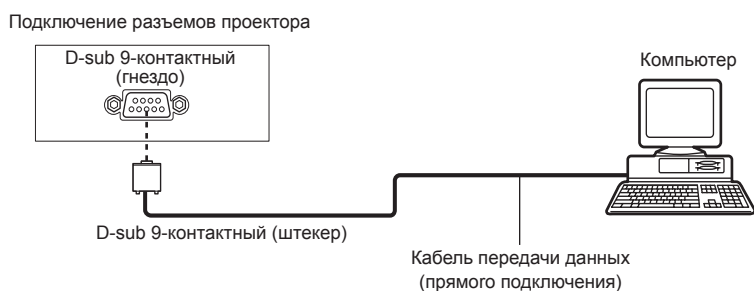 Подключение разъемов проектора
D-sub 9-контактный
(гнездо)
Компьютер
D-sub 9-контактный (штекер)
Кабель передачи данных
(прямого подключения)